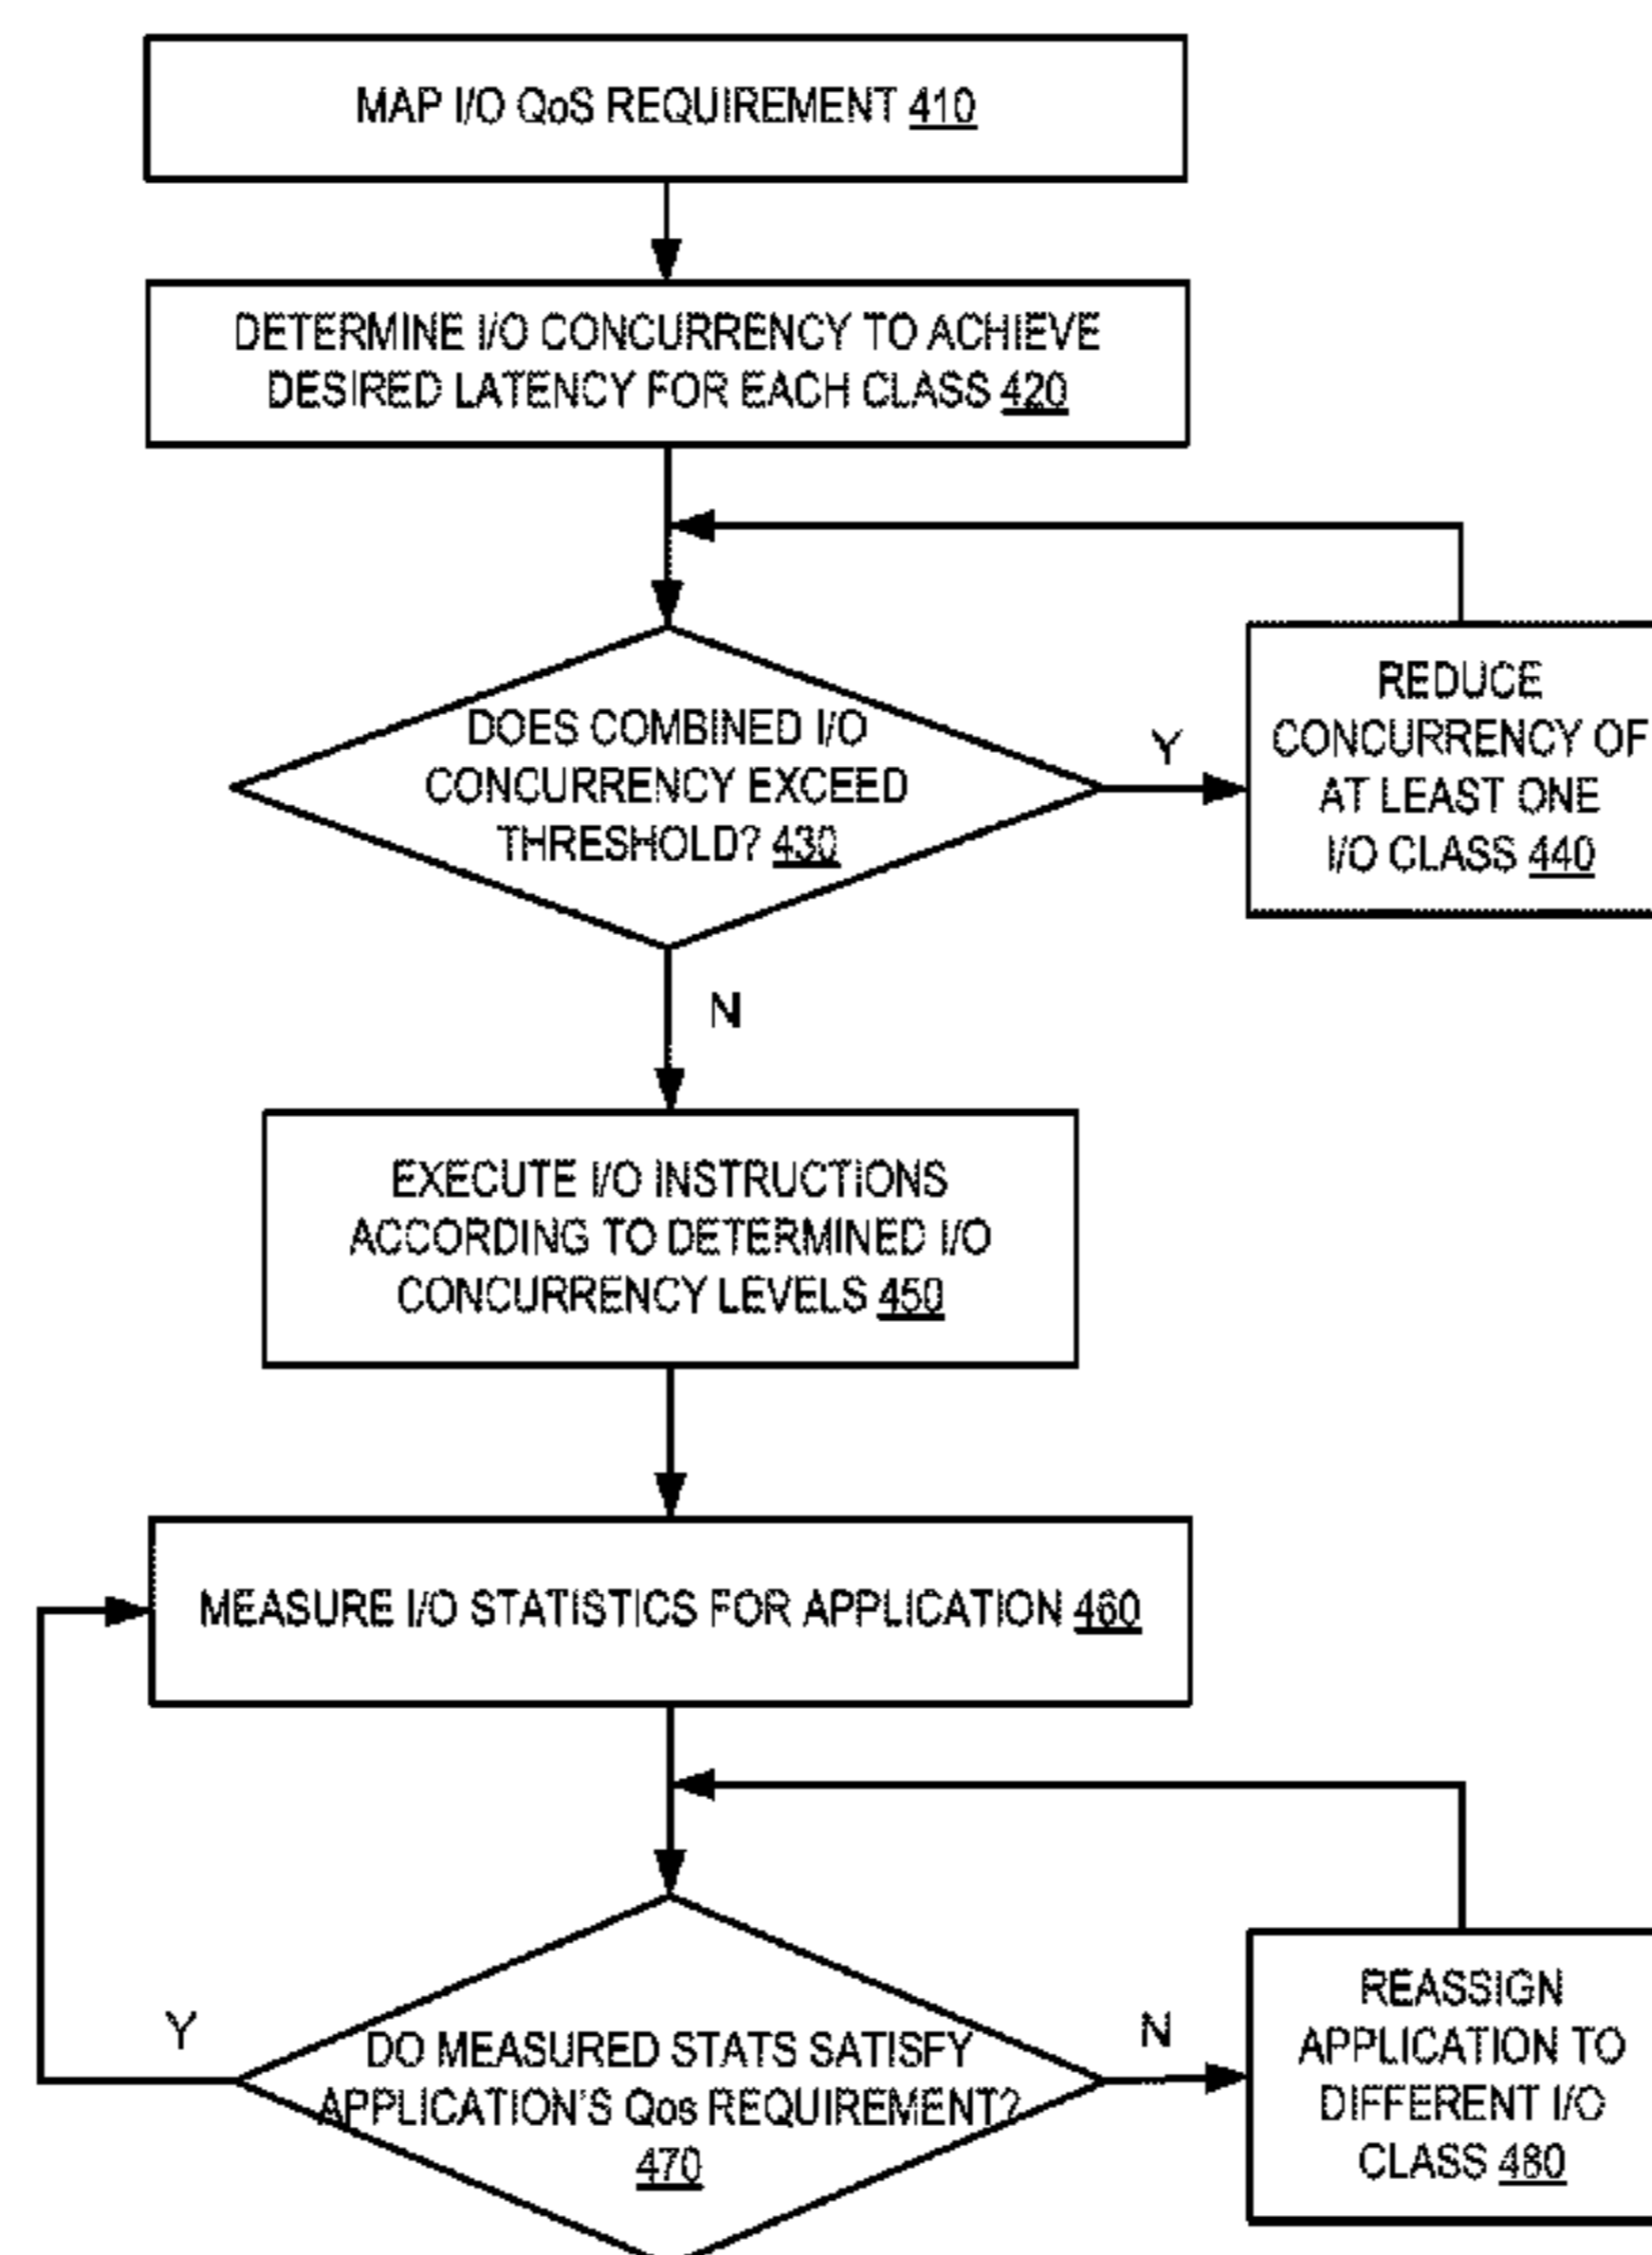 MAP I/O QoS REQUIREMENT 410
DETERMINE I/O CONCURRENCY TO ACHIEVE
DESIRED LATENCY FOR EACH CLASS 420
DOES COMBINED I/O
CONCURRENCY EXCEED
THRESHOLD? 430
Y
REDUCE
CONCURRENCY OF
AT LEAST ONE
I/O CLASS 440
N
EXECUTE I/O INSTRUCTIONS
ACCORDING TO DETERMINED I/O
CONCURRENCY LEVELS 450
MEASURE I/O STATISTICS FOR APPLICATION 460
Y
DO MEASURED STATS SATISFY
APPLICATION'S Qos REQUIREMENT?
470
N
REASSIGN
APPLICATION TO
DIFFERENT I/O
CLASS 480